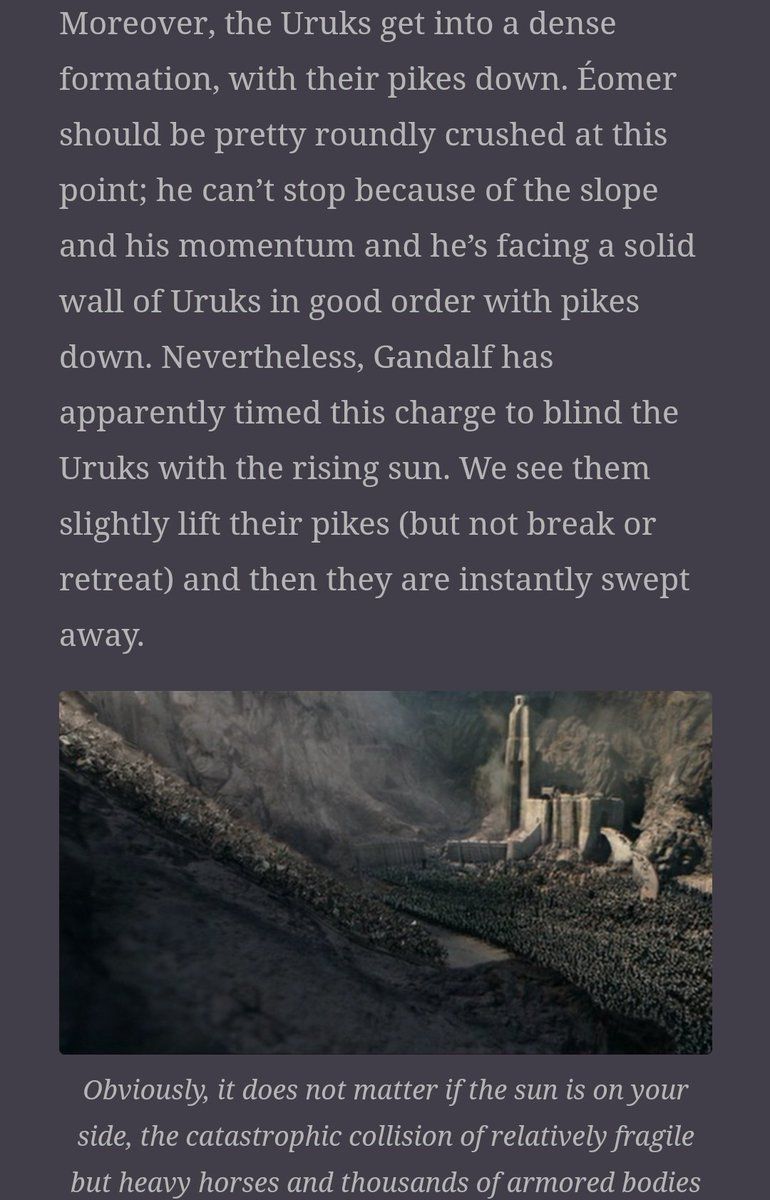 Moreover, the Uruks get into a dense
formation, with their pikes down. Éomer
should be pretty roundly crushed at this
point; he can’t stop because of the slope
and his momentum and he’s facing a solid
wall of Uruks in good order with pikes
down. Nevertheless, Gandalf has
apparently timed this charge to blind the
Uruks with the rising sun. We see them
slightly lift their pikes (but not break or
retreat) and then they are instantly swept
away.
Obviously, it does not matter if the sun is on your
side, the catastrophic collision of relatively fragile
but heavy horses and thousands of armored bodies